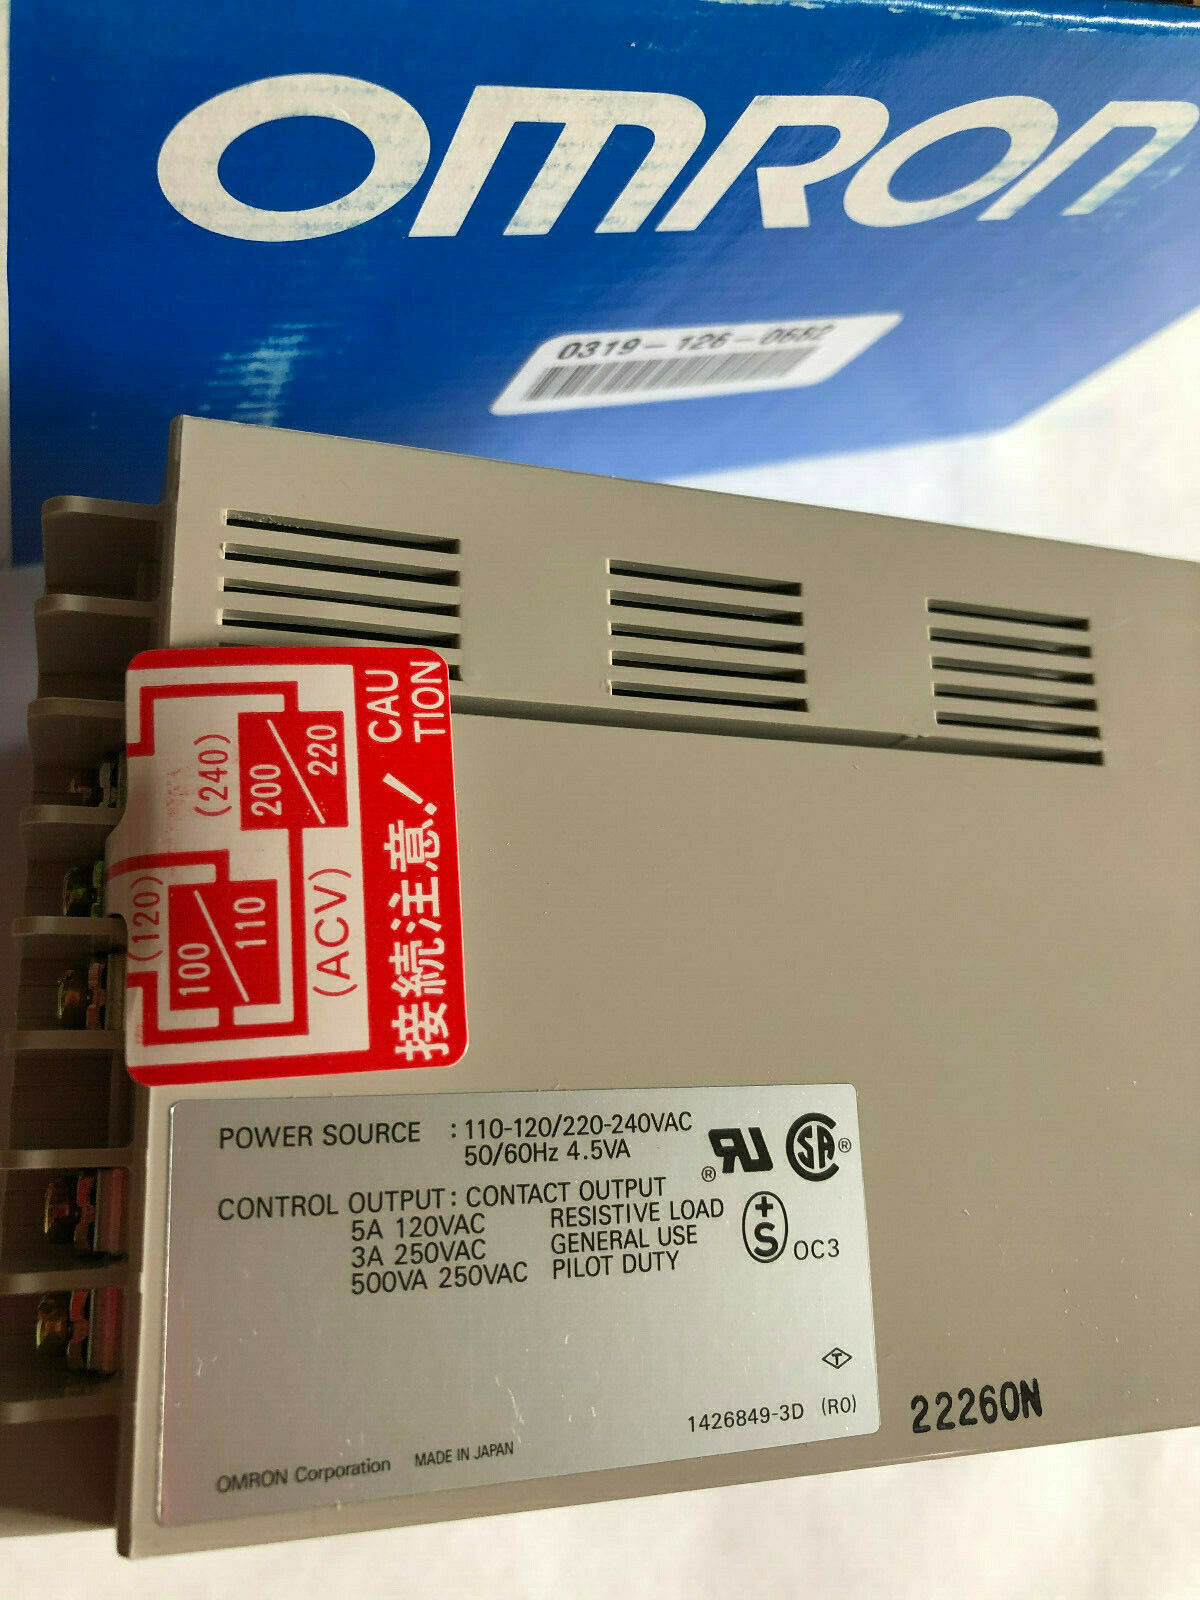 OMRON
0319-126-0682
CAU
TION
接続注意!
(240)
200/220
(120)
100/110
(ACV)
POWER SOURCE : 110-120/220-240VAC
50/60Hz 4.5VA
CONTROL OUTPUT : CONTACT OUTPUT
5A 120VAC RESISTIVE LOAD
3A 250VAC GENERAL USE
500VA 250VAC PILOT DUTY
RU ®
SA ®
+S OC3
T
1426849-3D (R0)
OMRON Corporation MADE IN JAPAN
22260N